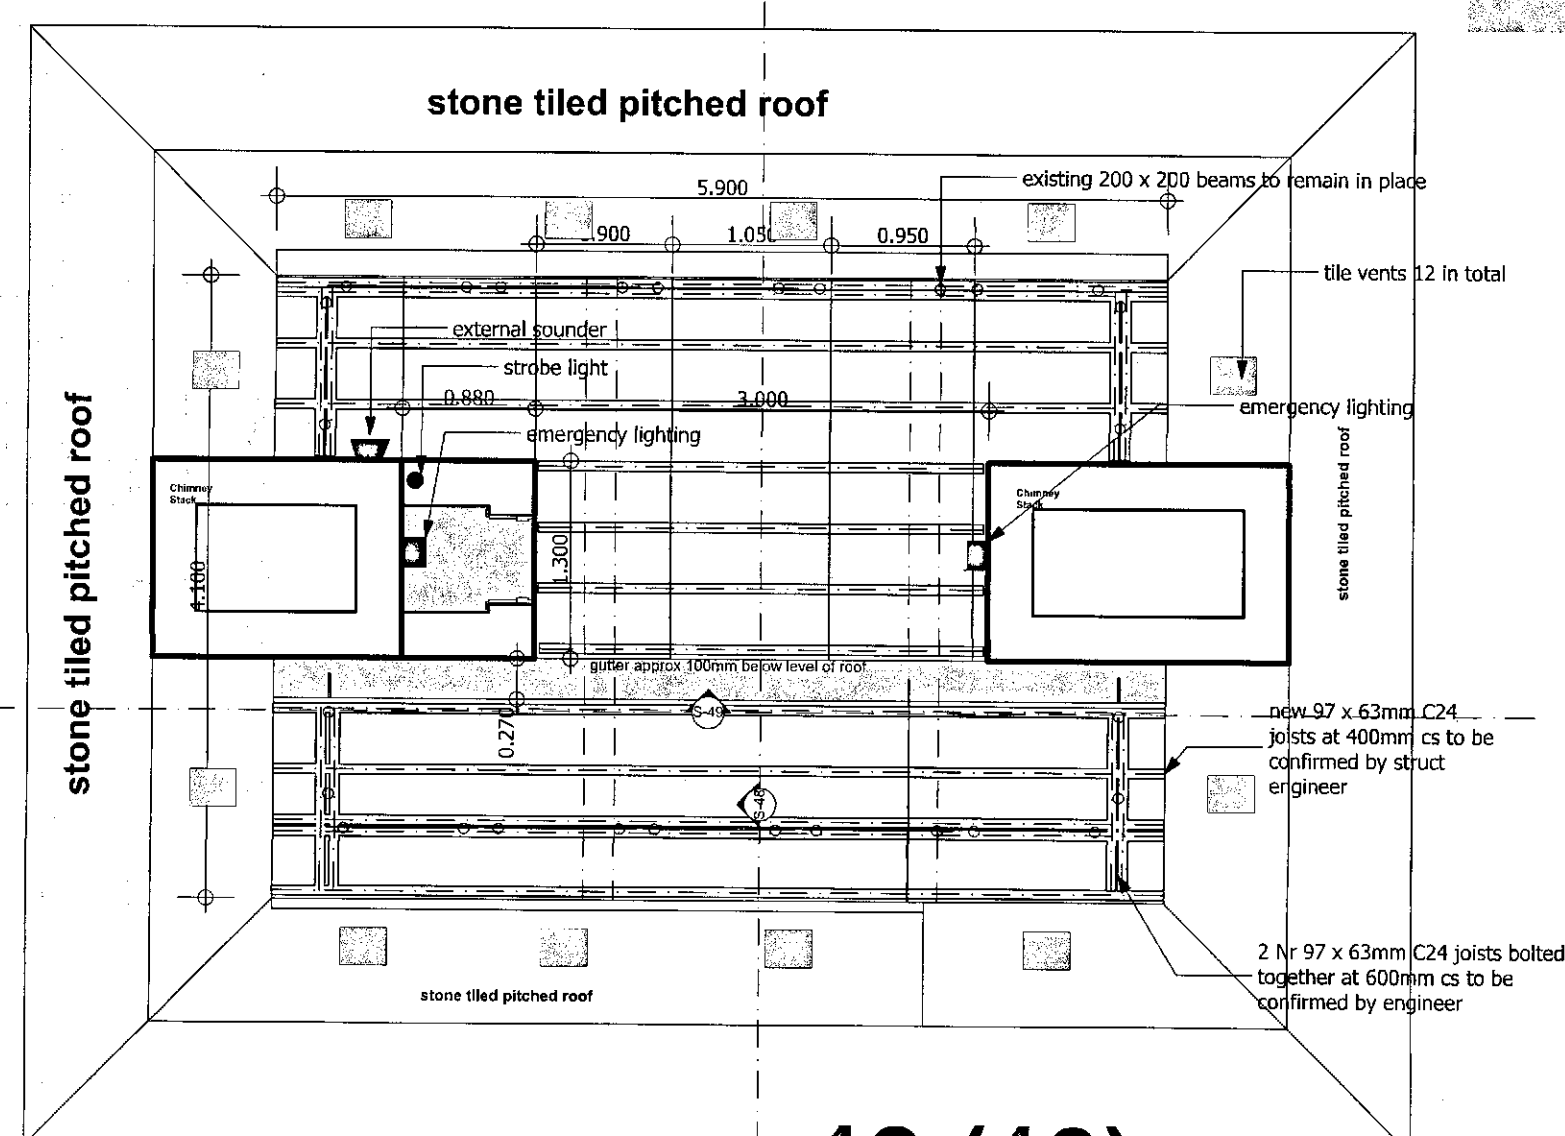 stone tiled pitched roof
5.900
existing 200 x 200 beams to remain in place
.900
1.050
0.950
tile vents 12 in total
external sounder
strobe light
0.880
3.000
emergency lighting
emergency lighting
stone tiled pitched roof
stone tiled pitched roof
Chimney
Stack
Chimney
Stack
4.100
1.300
gutter approx 100mm below level of roof
S-49
0.270
new 97 x 63mm C24
joists at 400mm cs to be
confirmed by struct
engineer
S-48
2 Nr 97 x 63mm C24 joists bolted
together at 600mm cs to be
confirmed by engineer
stone tiled pitched roof